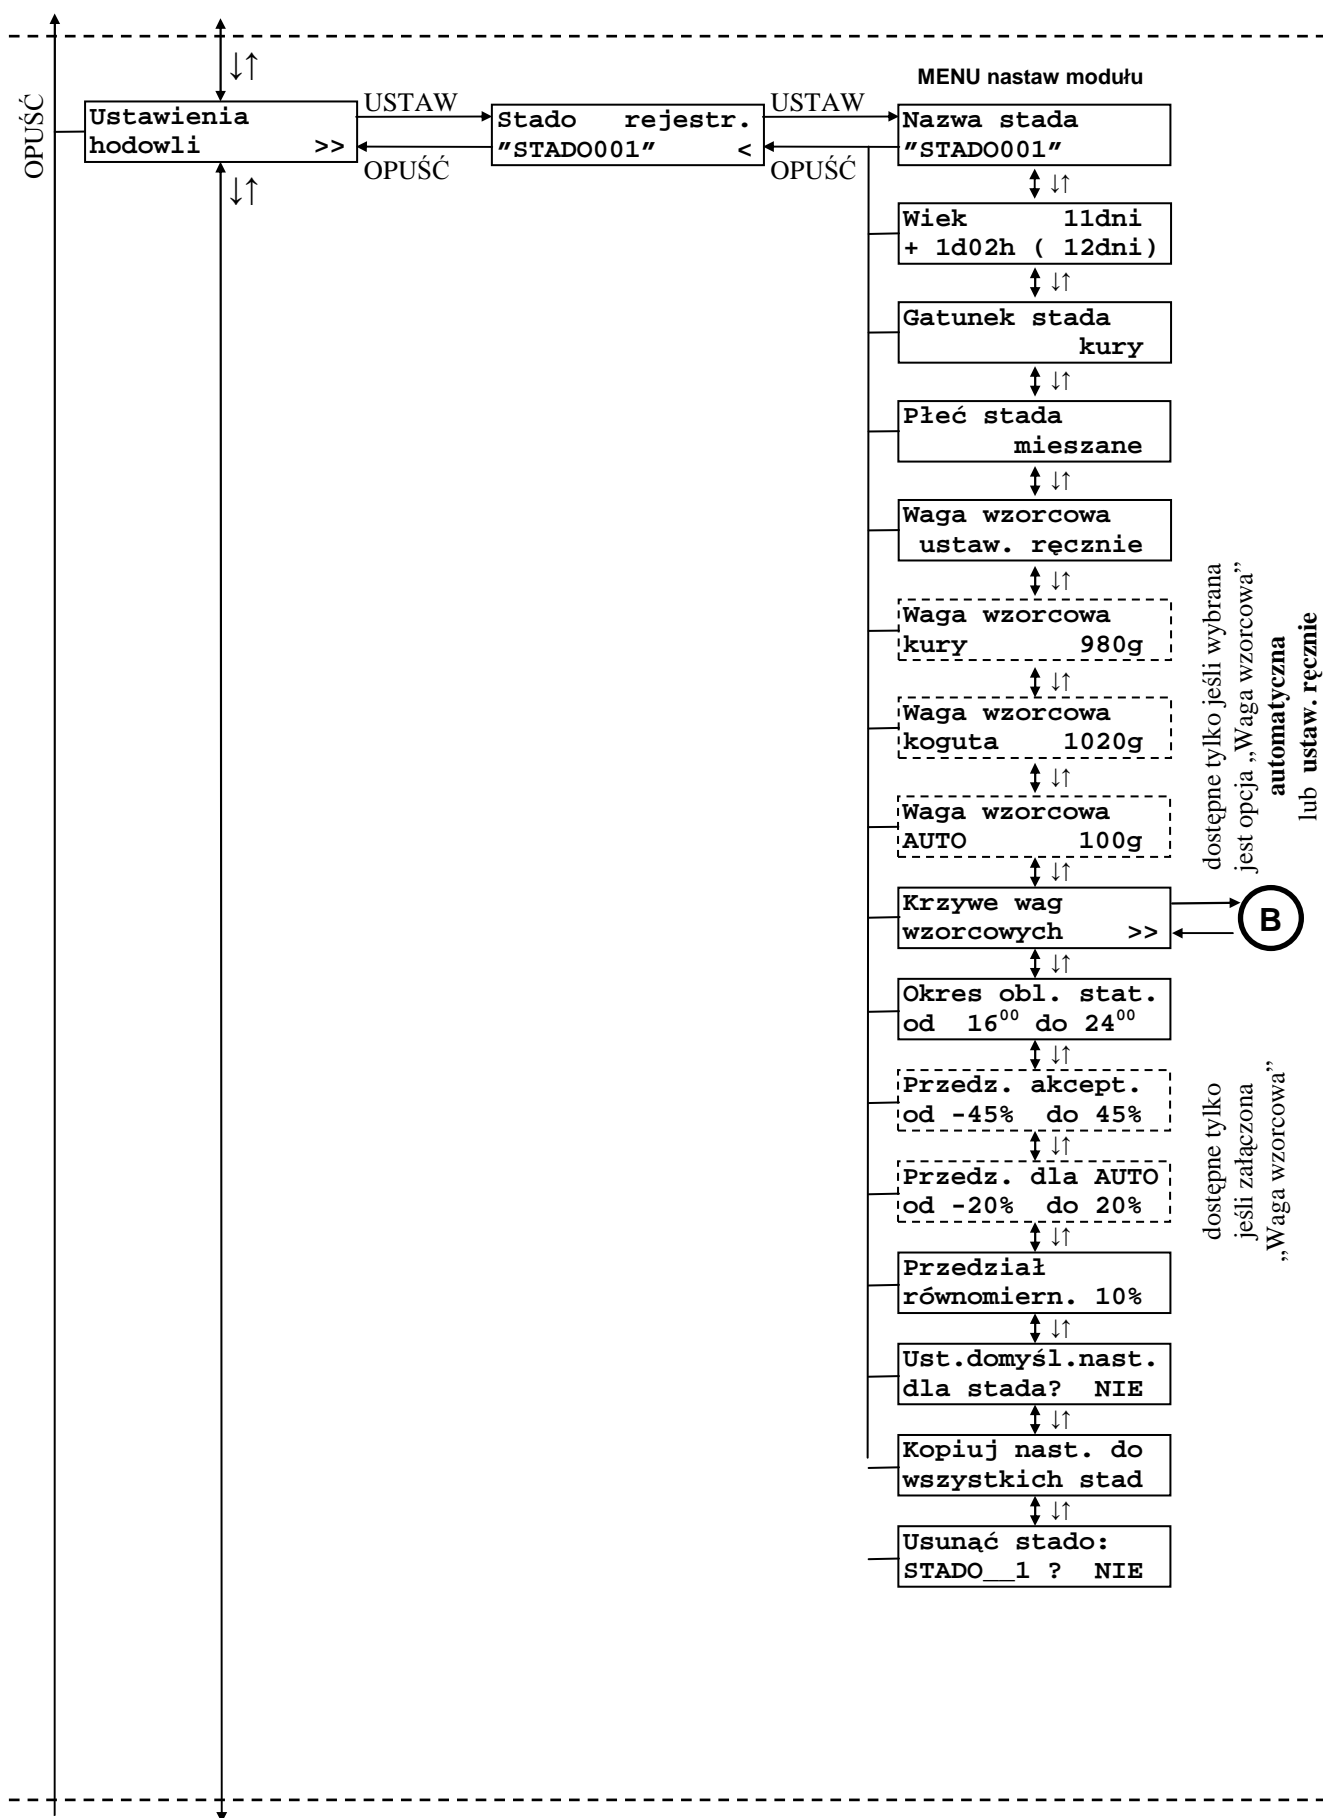 ↓↑
MENU nastaw modułu
OPUŚĆ
Ustawienia
hodowli >>
USTAW
OPUŚĆ
Stado rejestr.
"STADO001" <
USTAW
OPUŚĆ
Nazwa stada
"STADO001"
↓↑
↓↑
Wiek 11dni
+ 1d02h ( 12dni)
↓↑
Gatunek stada
kury
↓↑
Płeć stada
mieszane
↓↑
Waga wzorcowa
ustaw. ręcznie
↓↑
Waga wzorcowa
kury 980g
↓↑
Waga wzorcowa
koguta 1020g
↓↑
Waga wzorcowa
AUTO 100g
↓↑
dostępne tylko jeśli wybrana
jest opcja „Waga wzorcowa”
automatyczna
lub ustaw. ręcznie
Krzywe wag
wzorcowych >>
B
↓↑
Okres obl. stat.
od 16⁰⁰ do 24⁰⁰
↓↑
Przedz. akcept.
od -45% do 45%
↓↑
Przedz. dla AUTO
od -20% do 20%
↓↑
dostępne tylko
jeśli załączona
„Waga wzorcowa”
Przedział
równomiern. 10%
↓↑
Ust.domyśl.nast.
dla stada? NIE
↓↑
Kopiuj nast. do
wszystkich stad
↓↑
Usunąć stado:
STADO__1 ? NIE